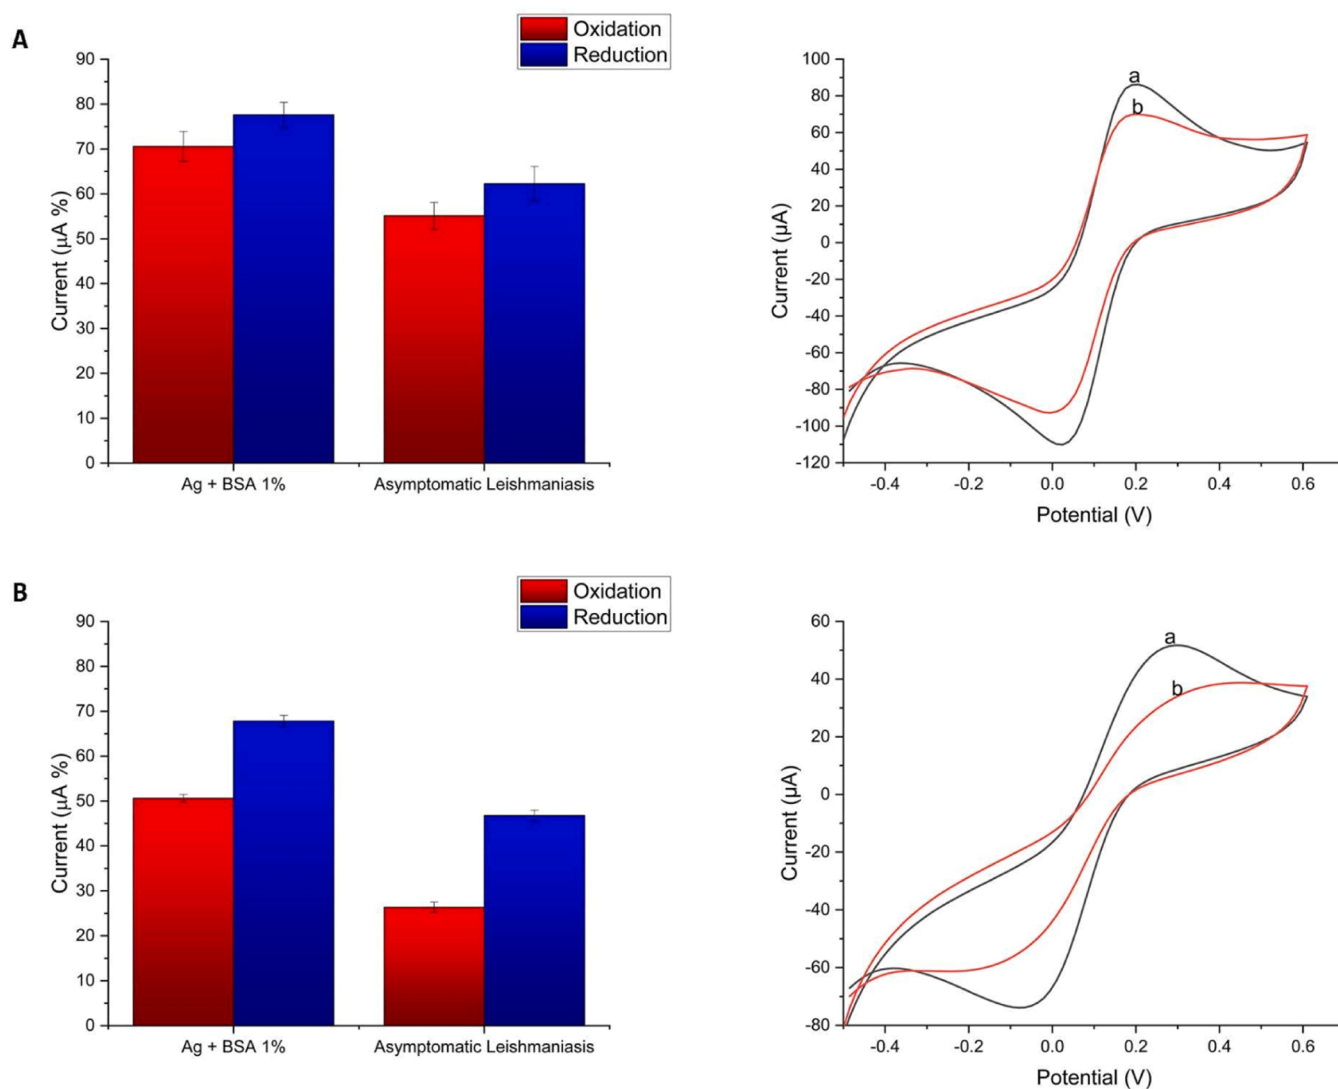 A
Oxidation
Reduction
90
80
70
60
50
40
30
20
10
0
Current (μA %)
Ag + BSA 1%
Asymptomatic Leishmaniasis
100
80
60
40
20
0
-20
-40
-60
-80
-100
-120
Current (μA)
a
b
-0.4
-0.2
0.0
0.2
0.4
0.6
Potential (V)
B
Oxidation
Reduction
90
80
70
60
50
40
30
20
10
0
Current (μA %)
Ag + BSA 1%
Asymptomatic Leishmaniasis
60
40
20
0
-20
-40
-60
-80
Current (μA)
a
b
-0.4
-0.2
0.0
0.2
0.4
0.6
Potential (V)